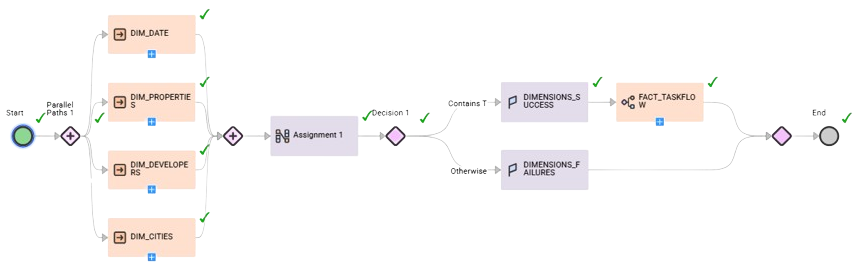 Start
Parallel
Paths 1
DIM_DATE
DIM_PROPERTIE
S
DIM_DEVELOPE
RS
DIM_CITIES
Assignment 1
Decision 1
Contains T
Otherwise
DIMENSIONS_S
UCCESS
FACT_TASKFLO
W
DIMENSIONS_F
AILURES
End